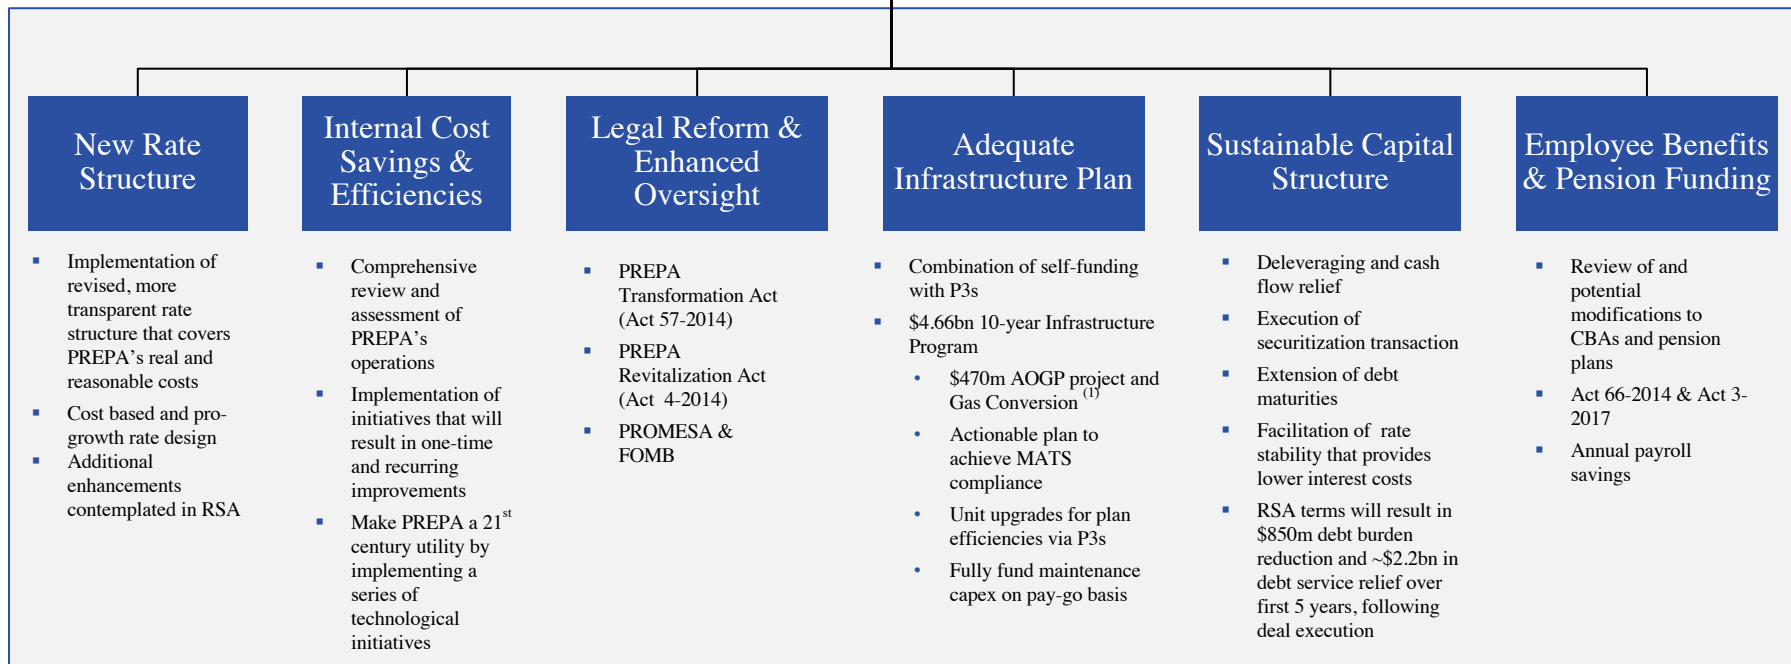 New Rate
Structure
Internal Cost
Savings &
Efficiencies
Legal Reform &
Enhanced
Oversight
Adequate
Infrastructure Plan
Sustainable Capital
Structure
Employee Benefits
& Pension Funding
▪ Implementation of
revised, more
transparent rate
structure that covers
PREPA’s real and
reasonable costs
▪ Cost based and pro-
growth rate design
▪ Additional
enhancements
contemplated in RSA
▪ Comprehensive
review and
assessment of
PREPA’s
operations
▪ Implementation of
initiatives that will
result in one-time
and recurring
improvements
▪ Make PREPA a 21st
century utility by
implementing a
series of
technological
initiatives
▪ PREPA
Transformation Act
(Act 57-2014)
▪ PREPA
Revitalization Act
(Act  4-2014)
▪ PROMESA &
FOMB
▪ Combination of self-funding
with P3s
▪ $4.66bn 10-year Infrastructure
Program
• $470m AOGP project and
Gas Conversion (1)
• Actionable plan to
achieve MATS
compliance
• Unit upgrades for plan
efficiencies via P3s
• Fully fund maintenance
capex on pay-go basis
▪ Deleveraging and cash
flow relief
▪ Execution of
securitization transaction
▪ Extension of debt
maturities
▪ Facilitation of  rate
stability that provides
lower interest costs
▪ RSA terms will result in
$850m debt burden
reduction and ~$2.2bn in
debt service relief over
first 5 years, following
deal execution
▪ Review of and
potential
modifications to
CBAs and pension
plans
▪ Act 66-2014 & Act 3-
2017
▪ Annual payroll
savings